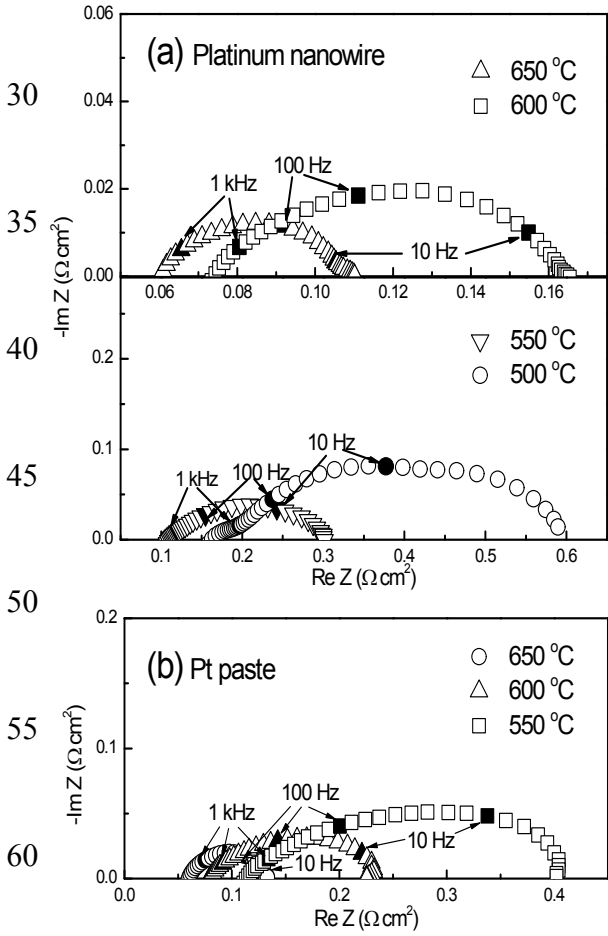 30
35
40
45
50
55
60
(a) Platinum nanowire
650 °C
600 °C
1 kHz
100 Hz
10 Hz
0.06
0.04
0.02
0.00
0.06 0.08 0.10 0.12 0.14 0.16
-Im Z (Ω cm²)
550 °C
500 °C
10 Hz
100 Hz
1 kHz
0.2
0.1
0.0
0.1 0.2 0.3 0.4 0.5 0.6
Re Z (Ω cm²)
(b) Pt paste
650 °C
600 °C
550 °C
100 Hz
1 kHz
10 Hz
10 Hz
0.2
0.1
0.0
-Im Z (Ω cm²)
0.0 0.1 0.2 0.3 0.4
Re Z (Ω cm²)